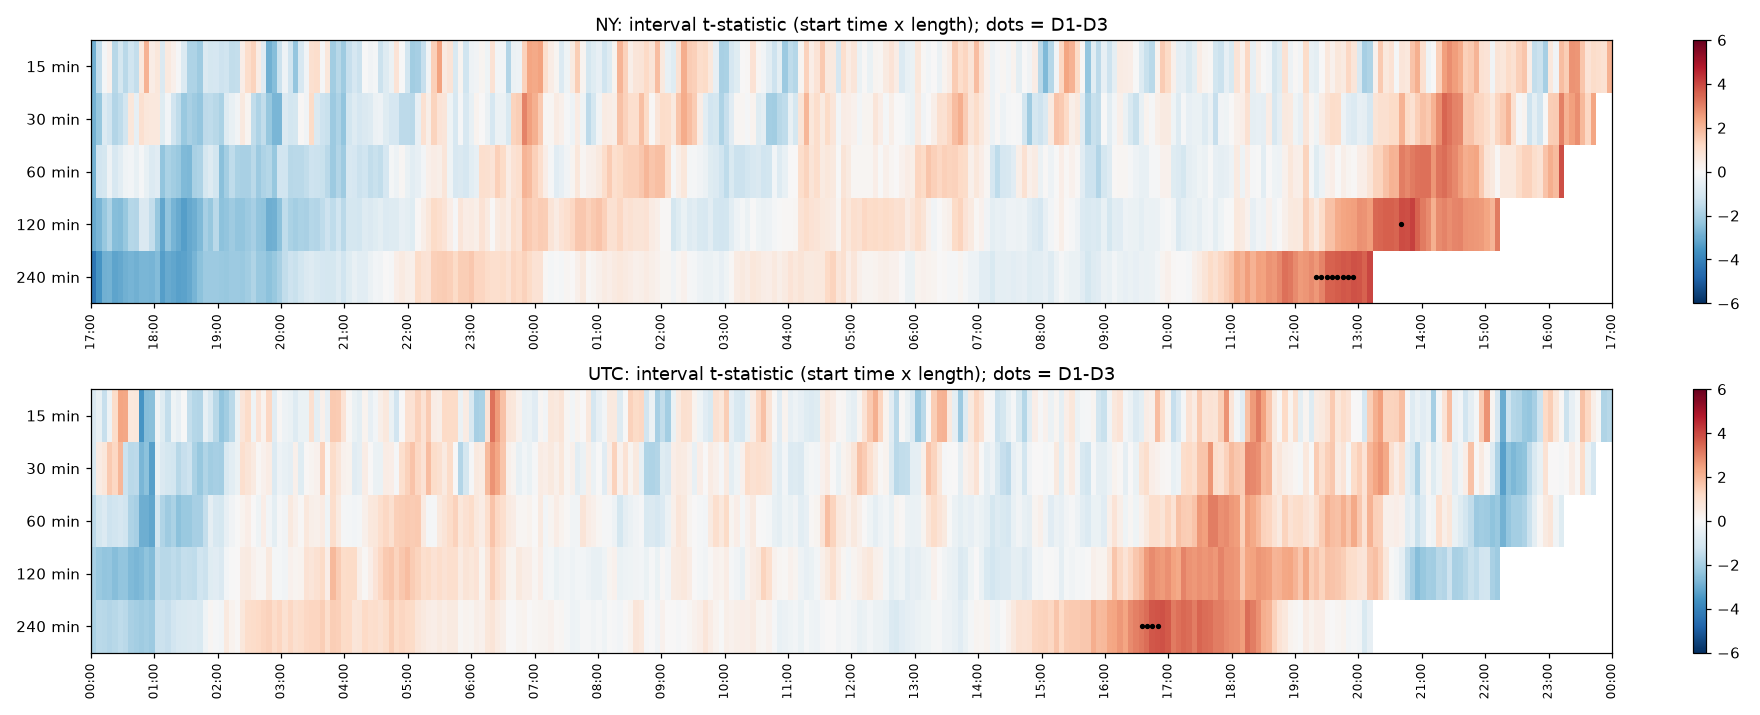 NY: interval t-statistic (start time x length); dots = D1-D3
15 min
30 min
60 min
120 min
240 min
17:00 18:00 19:00 20:00 21:00 22:00 23:00 00:00 01:00 02:00 03:00 04:00 05:00 06:00 07:00 08:00 09:00 10:00 11:00 12:00 13:00 14:00 15:00 16:00 17:00
6
4
2
0
−2
−4
−6
UTC: interval t-statistic (start time x length); dots = D1-D3
15 min
30 min
60 min
120 min
240 min
00:00 01:00 02:00 03:00 04:00 05:00 06:00 07:00 08:00 09:00 10:00 11:00 12:00 13:00 14:00 15:00 16:00 17:00 18:00 19:00 20:00 21:00 22:00 23:00 00:00
6
4
2
0
−2
−4
−6